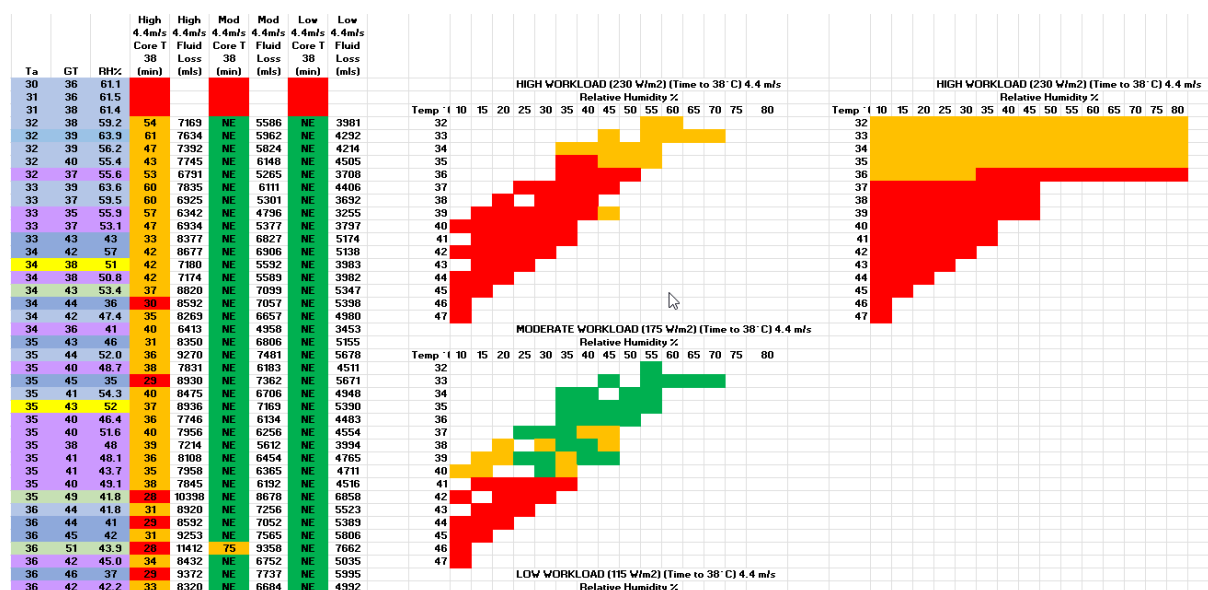 High High Mod Mod Low Low
4.4m/s 4.4m/s 4.4m/s 4.4m/s 4.4m/s 4.4m/s
Core T Fluid Core T Fluid Core T Fluid
38 Loss 38 Loss 38 Loss
Ta GT RH% (min) (mls) (min) (mls) (min) (mls)
30 36 61.1
31 36 61.5
31 38 61.4
32 38 59.2 54 7169 NE 5586 NE 3981
32 39 63.9 61 7634 NE 5962 NE 4292
32 39 56.2 47 7392 NE 5824 NE 4214
32 40 55.4 43 7745 NE 6148 NE 4505
32 37 55.6 53 6791 NE 5265 NE 3708
33 39 63.6 60 7835 NE 6111 NE 4406
33 37 59.5 60 6925 NE 5301 NE 3692
33 35 55.9 57 6342 NE 4796 NE 3255
33 37 53.1 47 6934 NE 5377 NE 3797
33 43 43 33 8377 NE 6827 NE 5174
34 42 57 42 8677 NE 6906 NE 5138
34 38 51 42 7180 NE 5592 NE 3983
34 38 50.8 42 7174 NE 5589 NE 3982
34 43 53.4 37 8820 NE 7099 NE 5347
34 44 36 30 8592 NE 7057 NE 5398
34 42 47.4 35 8269 NE 6657 NE 4980
34 36 41 40 6413 NE 4958 NE 3453
35 43 46 31 8350 NE 6806 NE 5155
35 44 52.0 36 9270 NE 7481 NE 5678
35 40 48.7 38 7831 NE 6183 NE 4511
35 45 35 29 8930 NE 7362 NE 5671
35 41 54.3 40 8475 NE 6706 NE 4948
35 43 52 37 8936 NE 7169 NE 5390
35 40 46.4 36 7746 NE 6134 NE 4483
35 40 51.6 40 7956 NE 6256 NE 4554
35 38 48 39 7214 NE 5612 NE 3994
35 41 48.1 36 8108 NE 6454 NE 4765
35 41 43.7 35 7958 NE 6365 NE 4711
35 40 49.1 38 7845 NE 6192 NE 4516
35 49 41.8 28 10398 NE 8678 NE 6858
36 44 41.8 31 8920 NE 7256 NE 5523
36 44 41 29 8592 NE 7052 NE 5389
36 45 42 31 9253 NE 7565 NE 5806
36 51 43.9 28 11412 75 9358 NE 7662
36 42 45.0 34 8432 NE 6752 NE 5035
36 46 37 29 9372 NE 7737 NE 5995
36 42 42.2 33 8320 NE 6684 NE 4992
HIGH WORKLOAD (230 W/m2) (Time to 38°C) 4.4 m/s
Relative Humidity %
Temp °( 10 15 20 25 30 35 40 45 50 55 60 65 70 75 80
32
33
34
35
36
37
38
39
40
41
42
43
44
45
46
47
MODERATE WORKLOAD (175 W/m2) (Time to 38°C) 4.4 m/s
Relative Humidity %
Temp °( 10 15 20 25 30 35 40 45 50 55 60 65 70 75 80
32
33
34
35
36
37
38
39
40
41
42
43
44
45
46
47
LOW WORKLOAD (115 W/m2) (Time to 38°C) 4.4 m/s
Relative Humidity %
HIGH WORKLOAD (230 W/m2) (Time to 38°C) 4.4 m/s
Relative Humidity %
Temp °( 10 15 20 25 30 35 40 45 50 55 60 65 70 75 80
32
33
34
35
36
37
38
39
40
41
42
43
44
45
46
47